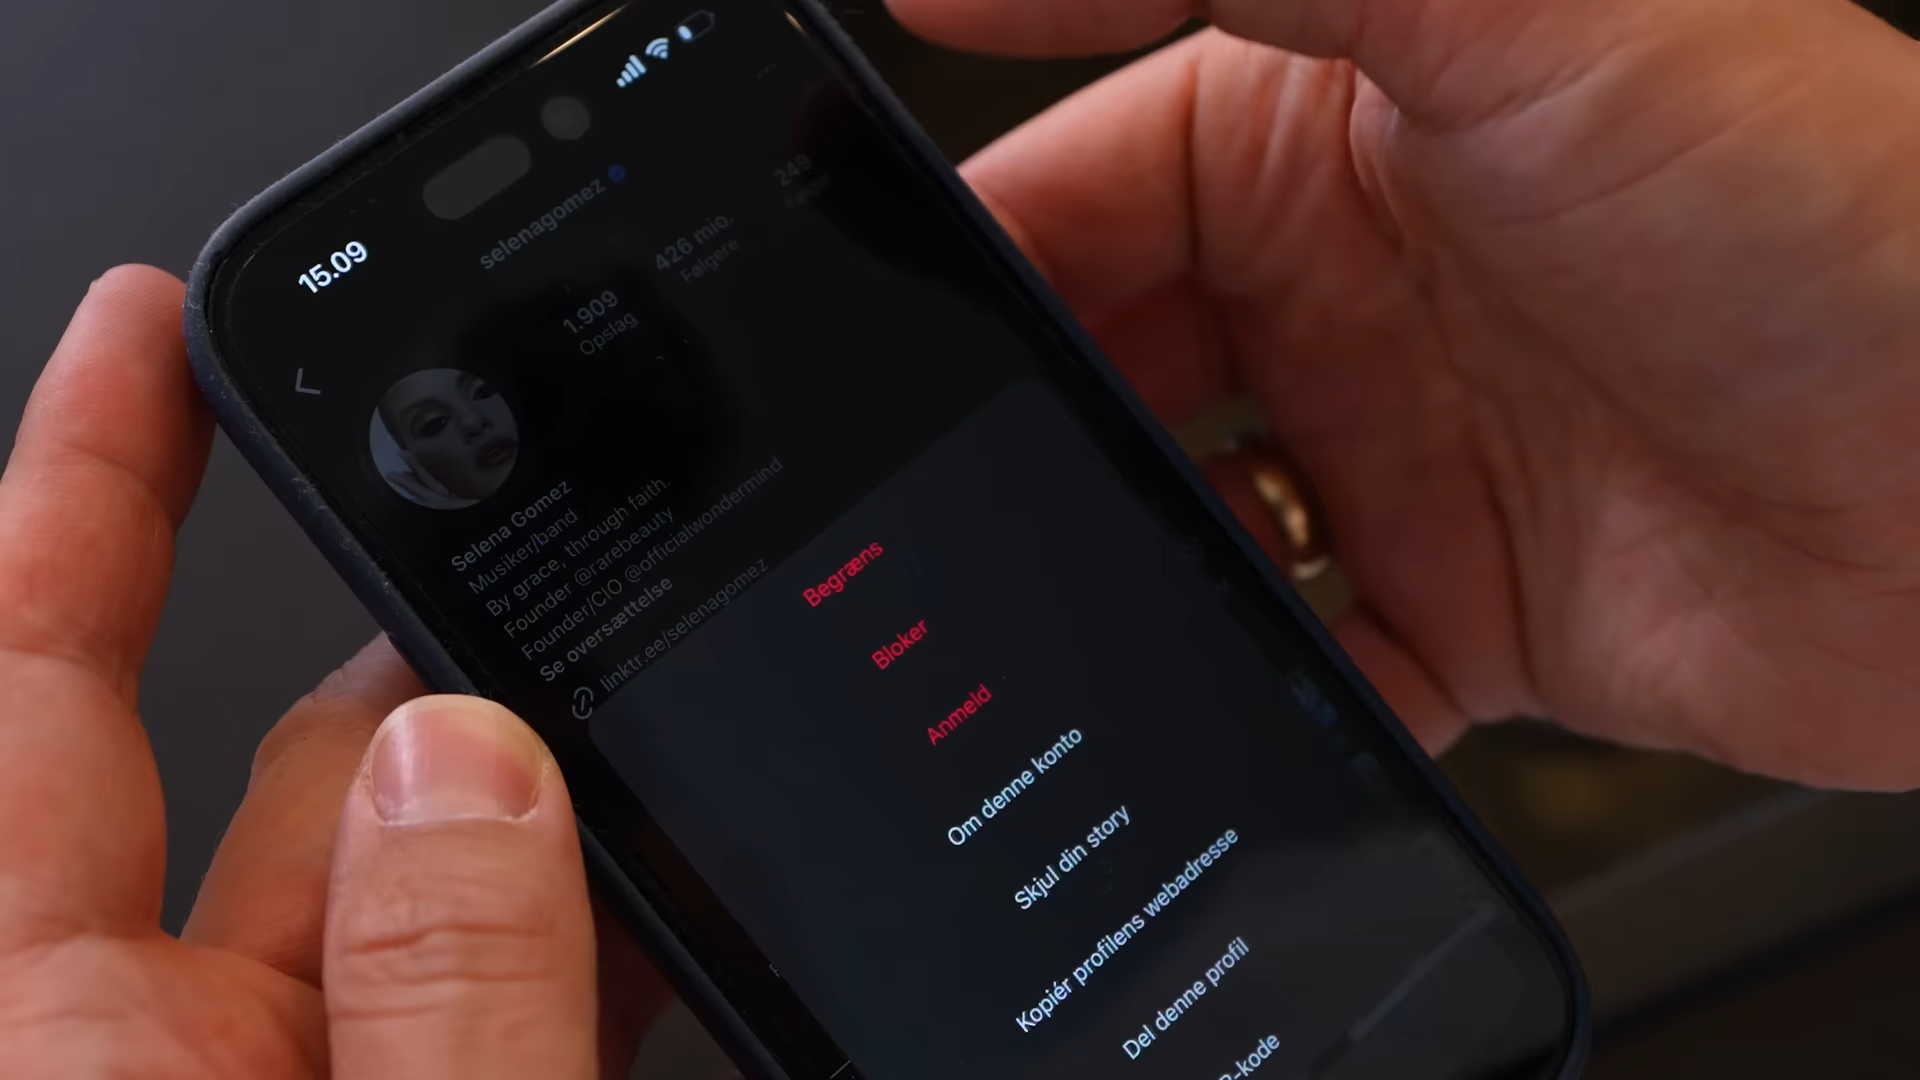 15.09
selenagomez
1.909
Opslag
426 mio.
Følgere
249
Selena Gomez
Musiker/band
By grace, through faith.
Founder @rarebeauty
Founder/CIO @officialwondermind
Se oversættelse
linktr.ee/selenagomez
Begræns
Bloker
Anmeld
Om denne konto
Skjul din story
Kopiér profilens webadresse
Del denne profil
-kode